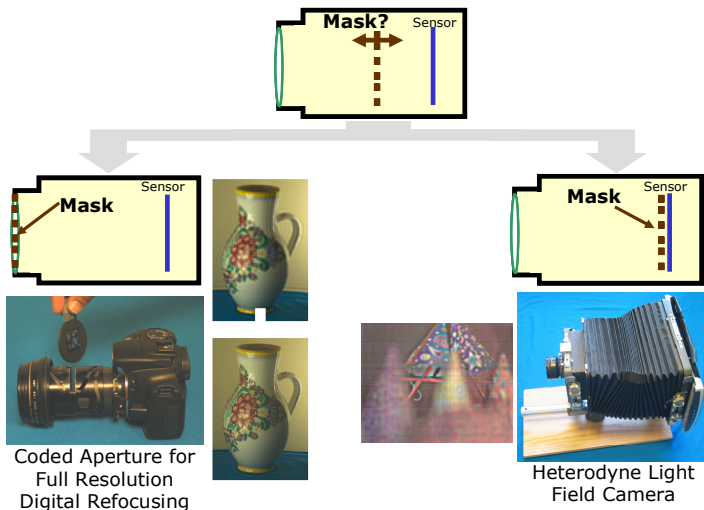 Mask?
Sensor
Sensor
Mask
Sensor
Mask
Coded Aperture for
Full Resolution
Digital Refocusing
Heterodyne Light
Field Camera